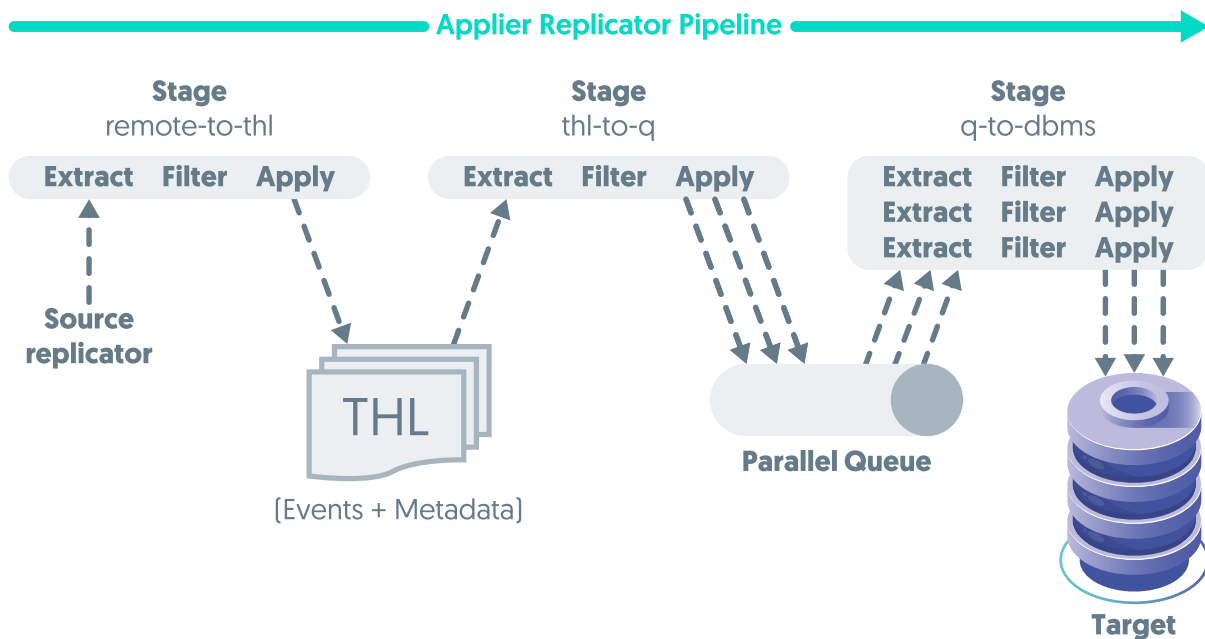 Applier Replicator Pipeline
Stage
remote-to-thl
Extract Filter Apply
Source
replicator
THL
(Events + Metadata)
Stage
thl-to-q
Extract Filter Apply
Parallel Queue
Stage
q-to-dbms
Extract Filter Apply
Extract Filter Apply
Extract Filter Apply
Target